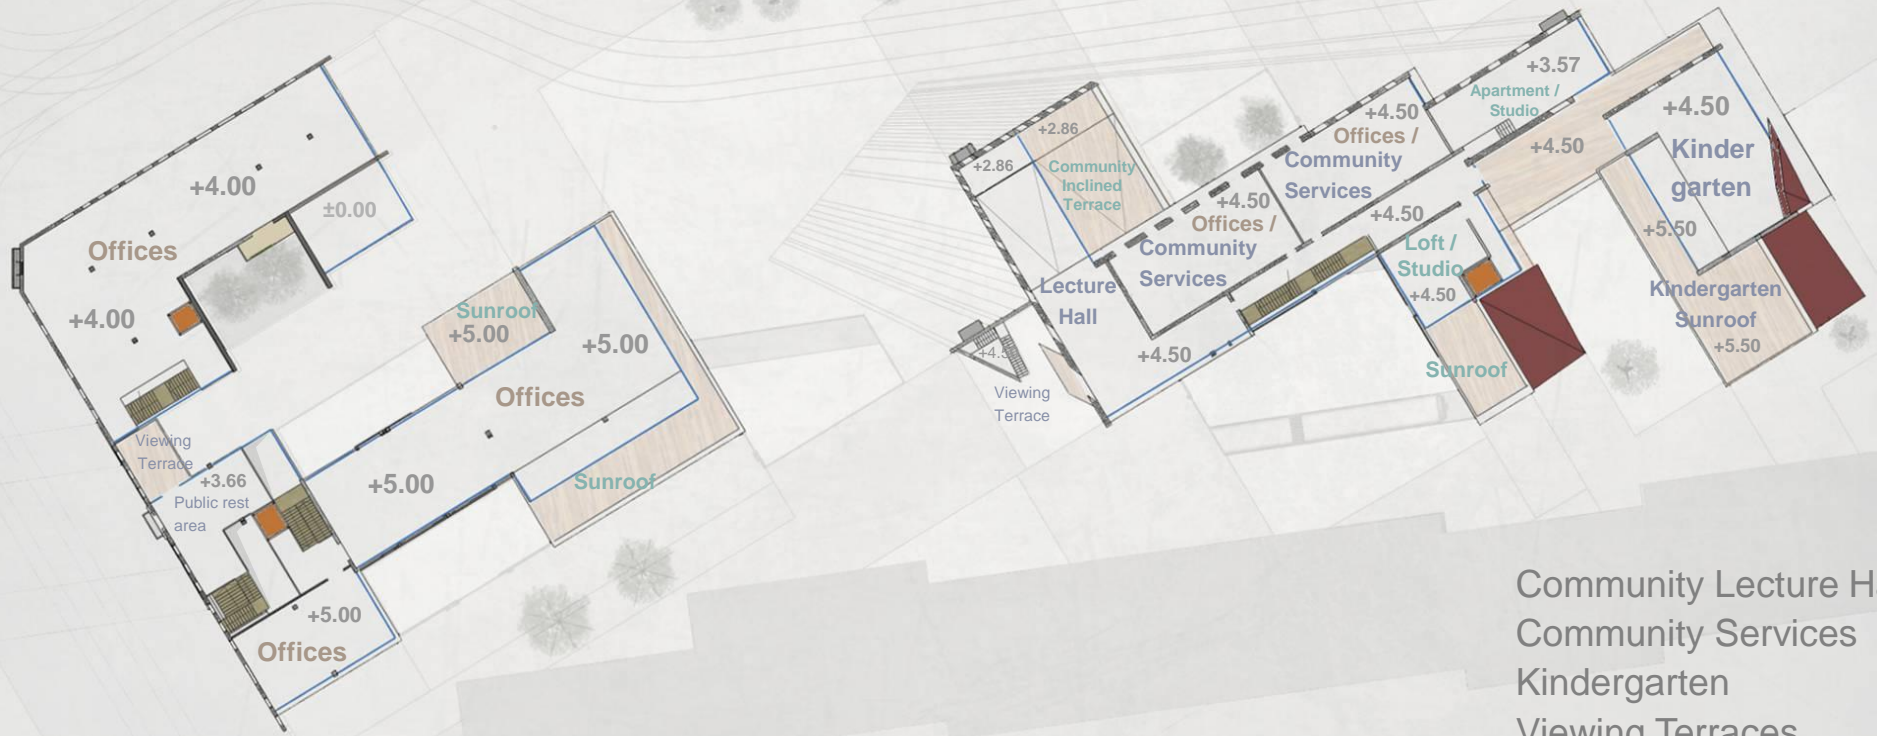 +4.00
±0.00
Offices
+4.00
Sunroof
+5.00
+5.00
Offices
Viewing
Terrace
+3.66
Public rest
area
+5.00
Sunroof
+5.00
Offices
+2.86
+2.86
Community
Inclined
Terrace
+4.50
Offices /
Community
Services
+4.50
Offices /
Community
Services
+3.57
Apartment /
Studio
+4.50
+4.50
Kinder
garten
+4.50
Loft /
Studio
+4.50
+5.50
Kindergarten
Sunroof
+5.50
Lecture
Hall
+4.50
Viewing
Terrace
Sunroof
Community Lecture
Community Services
Kindergarten
Viewing Terraces